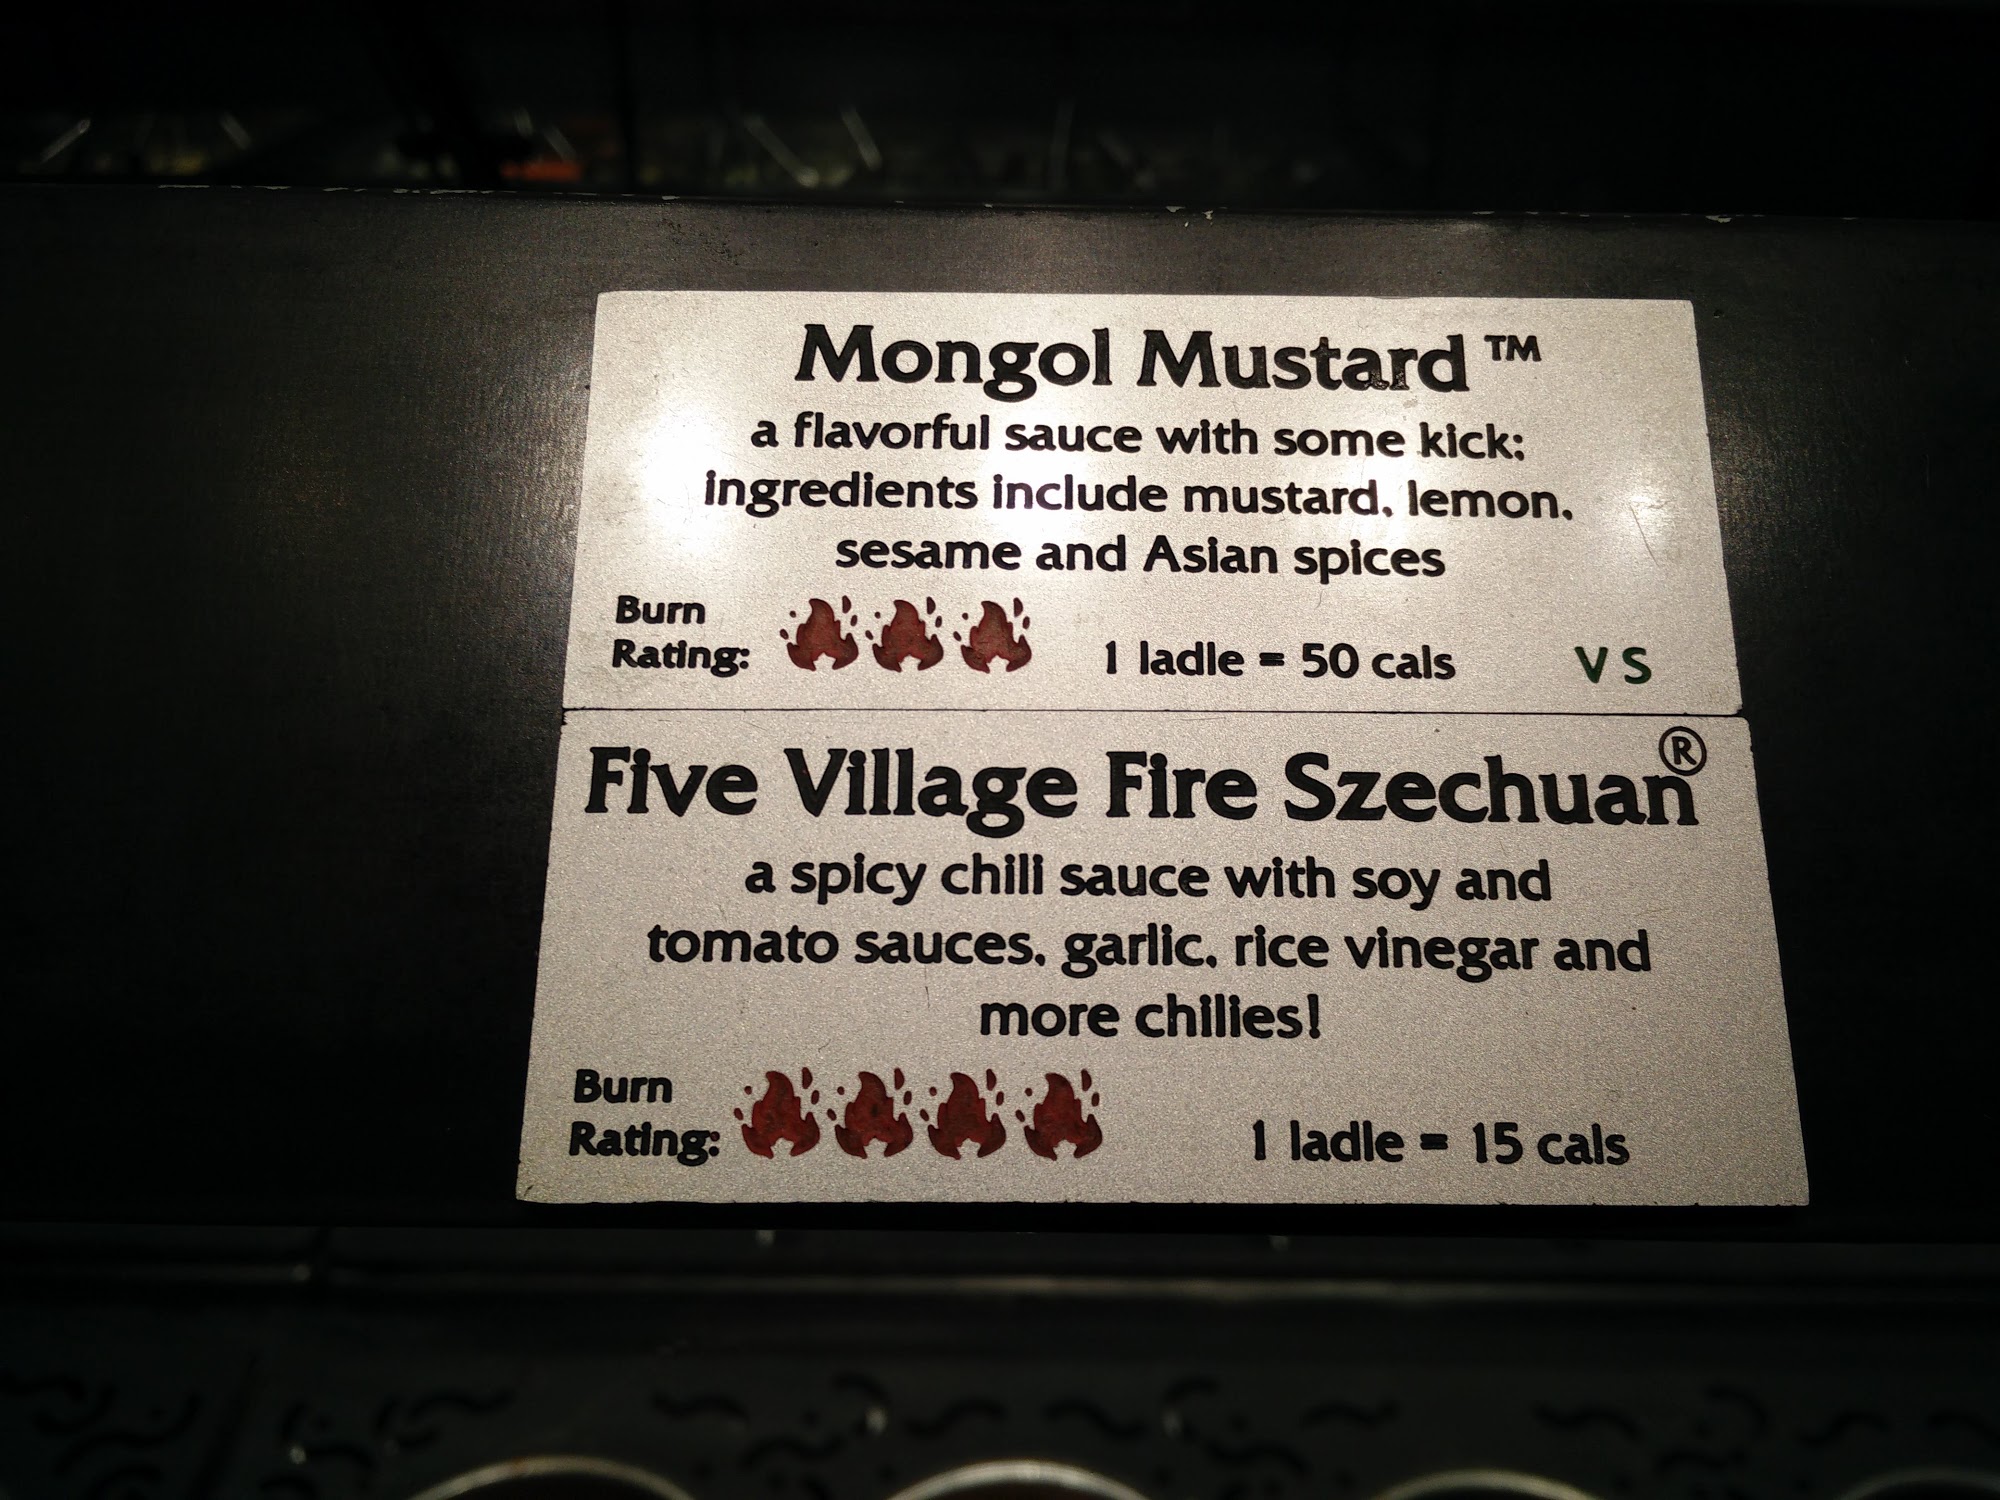 Mongol Mustard ™
a flavorful sauce with some kick;
ingredients include mustard, lemon,
sesame and Asian spices
Burn
Rating: 1 ladle = 50 cals VS
Five Village Fire Szechuan®
a spicy chili sauce with soy and
tomato sauces, garlic, rice vinegar and
more chilies!
Burn
Rating: 1 ladle = 15 cals